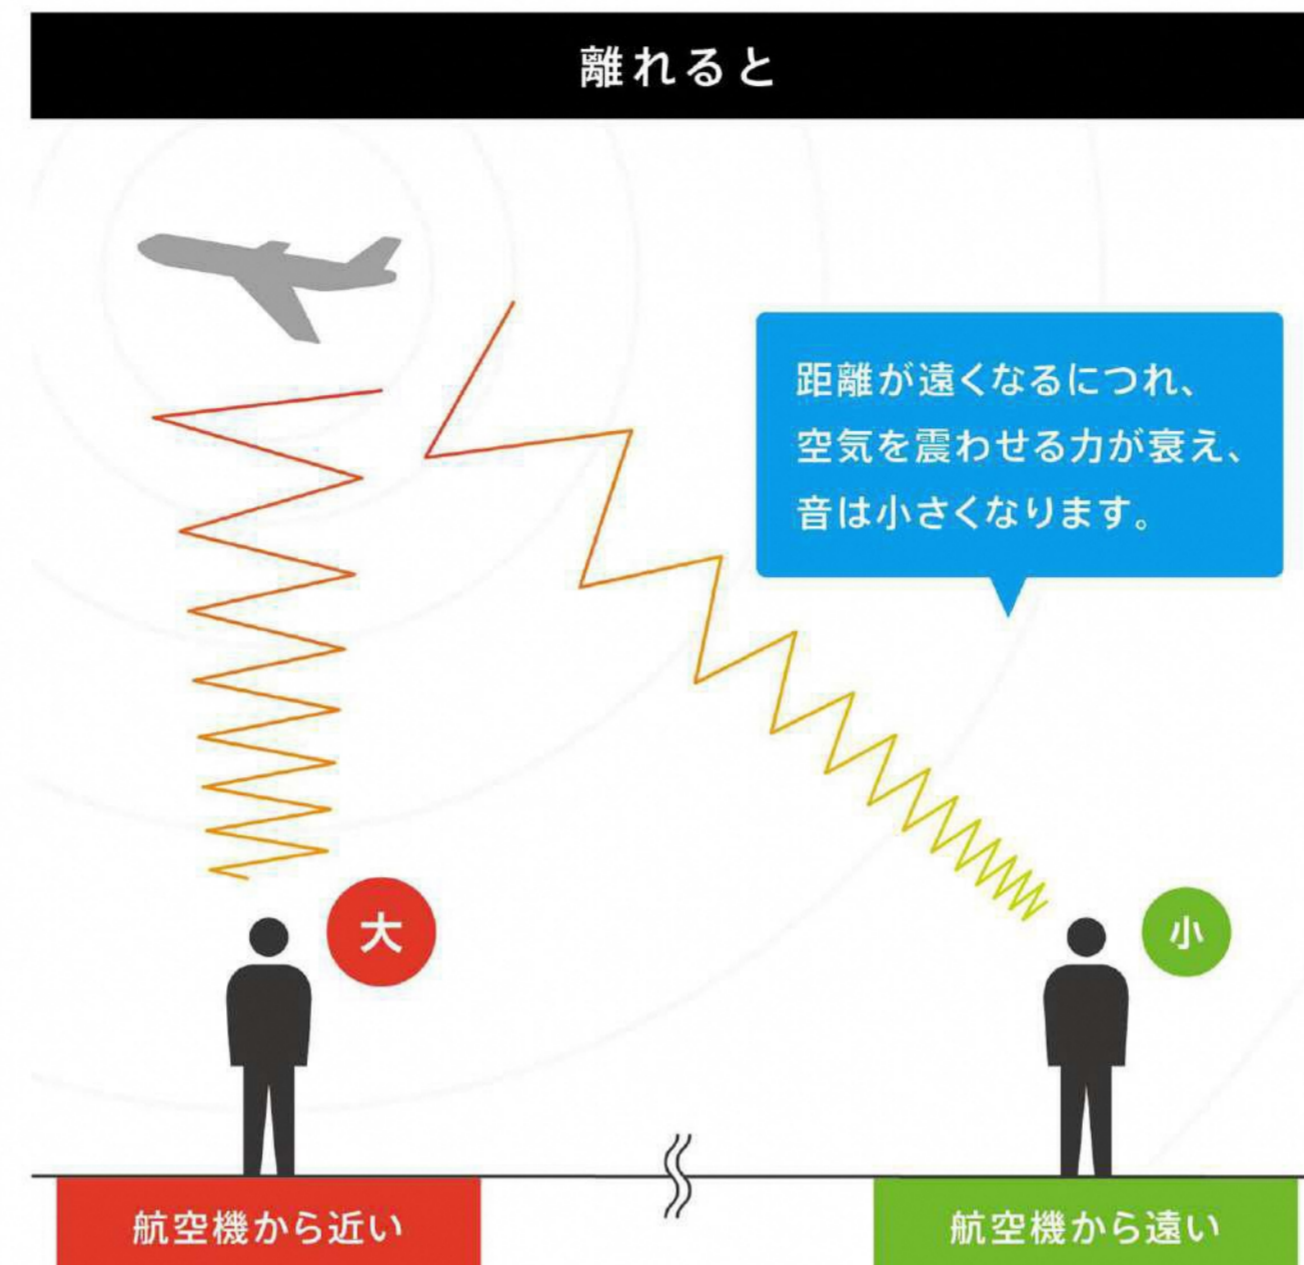 離れると
距離が遠くなるにつれ、
空気を震わせる力が衰え、
音は小さくなります。
大
小
航空機から近い
航空機から遠い